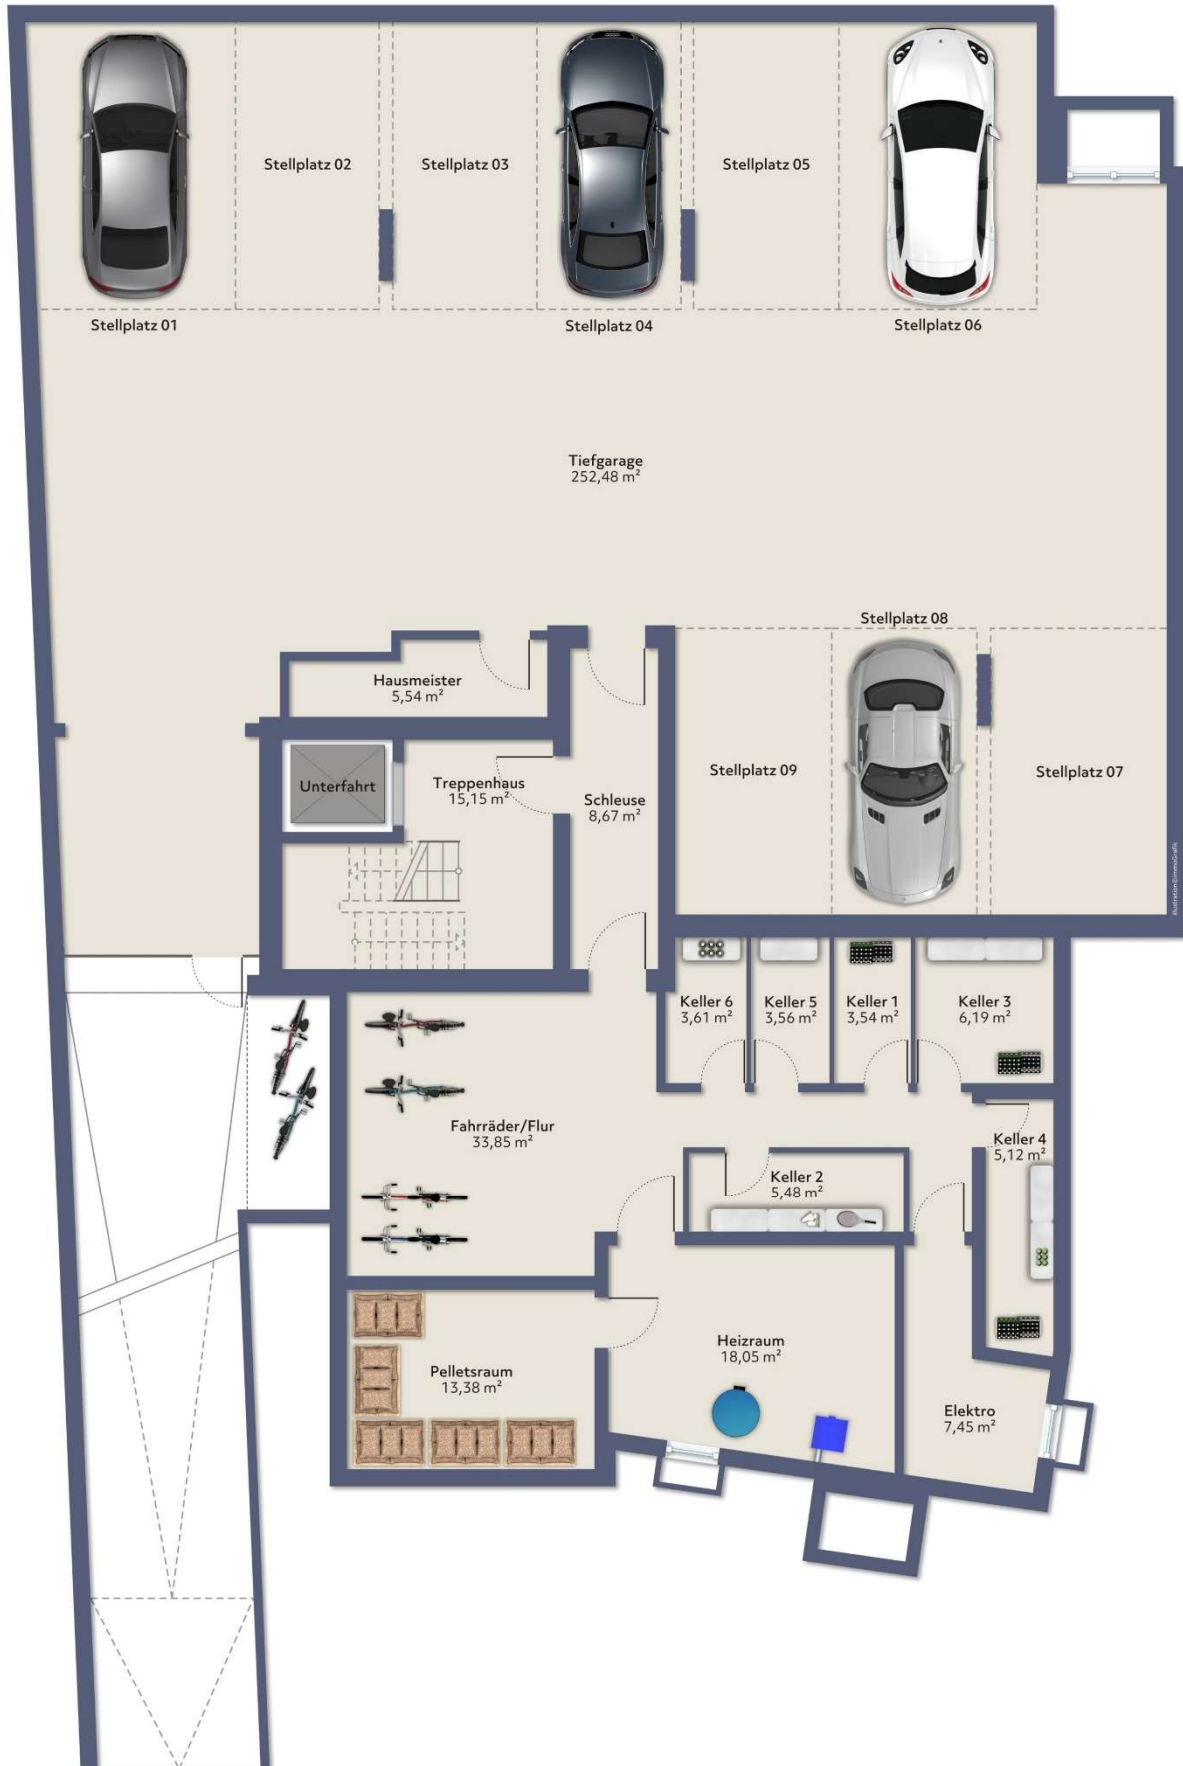 Stellplatz 02
Stellplatz 03
Stellplatz 05
Stellplatz 01
Stellplatz 04
Stellplatz 06
Tiefgarage
252,48 m²
Stellplatz 08
Hausmeister
5,54 m²
Stellplatz 09
Stellplatz 07
Unterfahrt
Treppenhaus
15,15 m²
Schleuse
8,67 m²
Keller 6
3,61 m²
Keller 5
3,56 m²
Keller 1
3,54 m²
Keller 3
6,19 m²
Fahrräder/Flur
33,85 m²
Keller 4
5,12 m²
Keller 2
5,48 m²
Heizraum
18,05 m²
Pelletsraum
13,38 m²
Elektro
7,45 m²